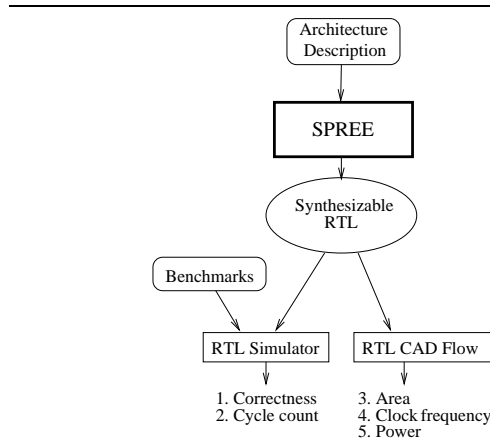 Architecture
Description
SPREE
Synthesizable
RTL
Benchmarks
RTL Simulator
RTL CAD Flow
1. Correctness
2. Cycle count
3. Area
4. Clock frequency
5. Power